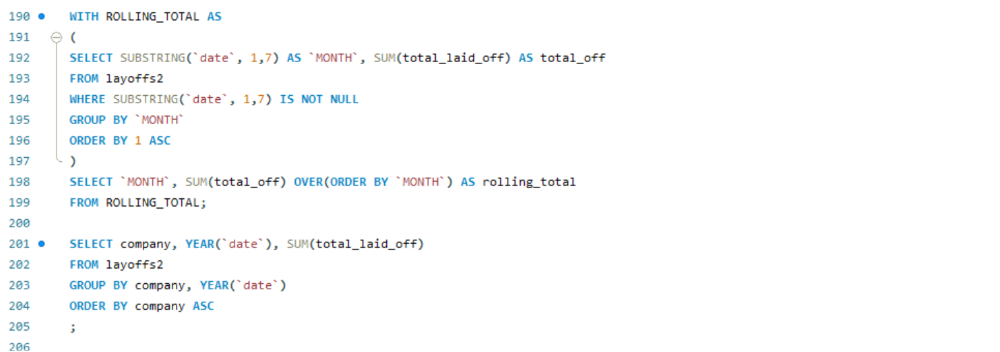 190 WITH ROLLING_TOTAL AS
191 (
192 SELECT SUBSTRING(`date`, 1,7) AS `MONTH`, SUM(total_laid_off) AS total_off
193 FROM layoffs2
194 WHERE SUBSTRING(`date`, 1,7) IS NOT NULL
195 GROUP BY `MONTH`
196 ORDER BY 1 ASC
197 )
198 SELECT `MONTH`, SUM(total_off) OVER(ORDER BY `MONTH`) AS rolling_total
199 FROM ROLLING_TOTAL;
200
201 SELECT company, YEAR(`date`), SUM(total_laid_off)
202 FROM layoffs2
203 GROUP BY company, YEAR(`date`)
204 ORDER BY company ASC
205 ;
206